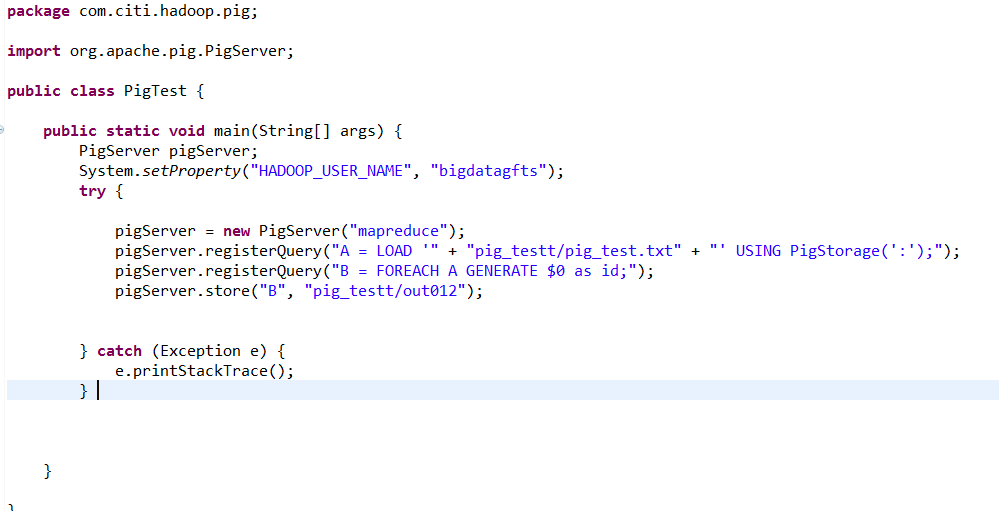 package com.citi.hadoop.pig;
import org.apache.pig.PigServer;
public class PigTest {
public static void main(String[] args) {
PigServer pigServer;
System.setProperty("HADOOP_USER_NAME", "bigdatagfts");
try {
pigServer = new PigServer("mapreduce");
pigServer.registerQuery("A = LOAD '" + "pig_testt/pig_test.txt" + "' USING PigStorage(':');");
pigServer.registerQuery("B = FOREACH A GENERATE $0 as id;");
pigServer.store("B", "pig_testt/out012");
} catch (Exception e) {
e.printStackTrace();
}
}
}